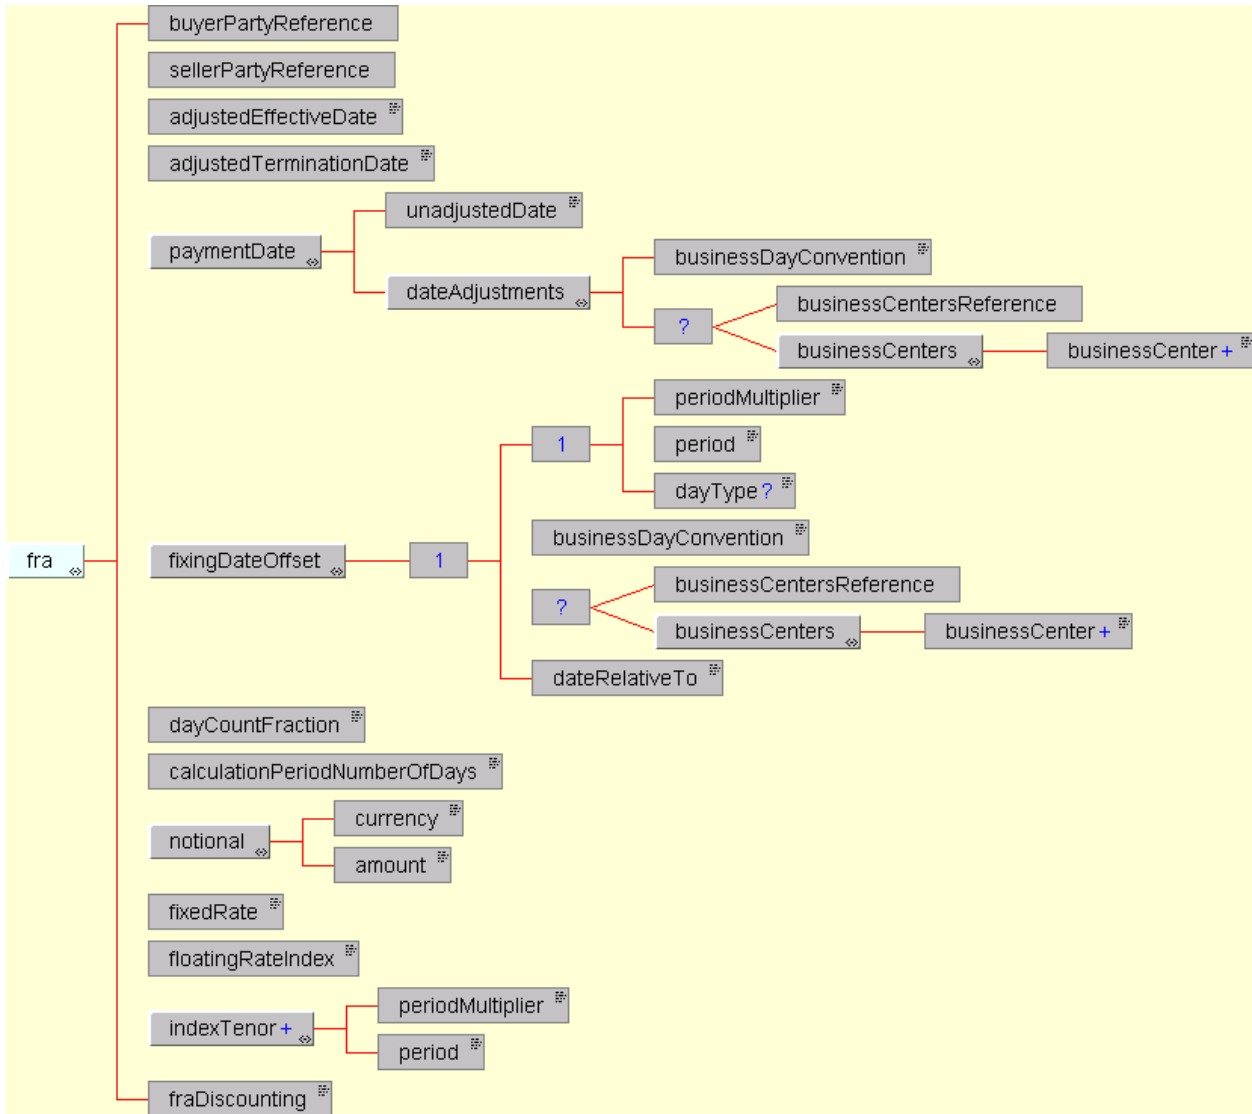 buyerPartyReference
sellerPartyReference
adjustedEffectiveDate
adjustedTerminationDate
unadjustedDate
paymentDate
businessDayConvention
dateAdjustments
businessCentersReference
?
businessCenters
businessCenter+
periodMultiplier
1
period
dayType?
businessDayConvention
fra
fixingDateOffset
1
businessCentersReference
?
businessCenters
businessCenter+
dateRelativeTo
dayCountFraction
calculationPeriodNumberOfDays
currency
notional
amount
fixedRate
floatingRateIndex
periodMultiplier
indexTenor+
period
fraDiscounting